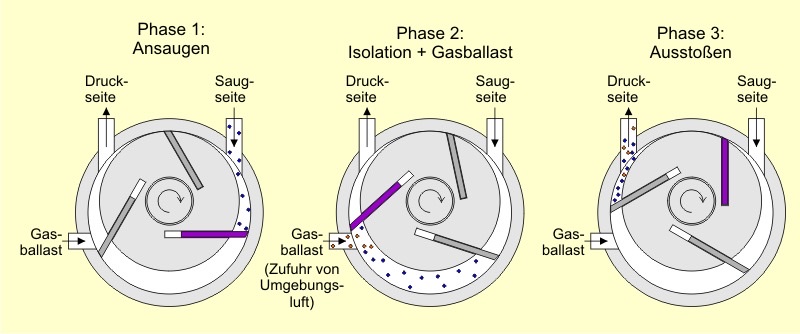 Phase 1:
Ansaugen
Druck-
seite
Saug-
seite
Gas-
ballast
Phase 2:
Isolation + Gasballast
Druck-
seite
Saug-
seite
Gas-
ballast
(Zufuhr von
Umgebungs-
luft)
Phase 3:
Ausstoßen
Druck-
seite
Saug-
seite
Gas-
ballast